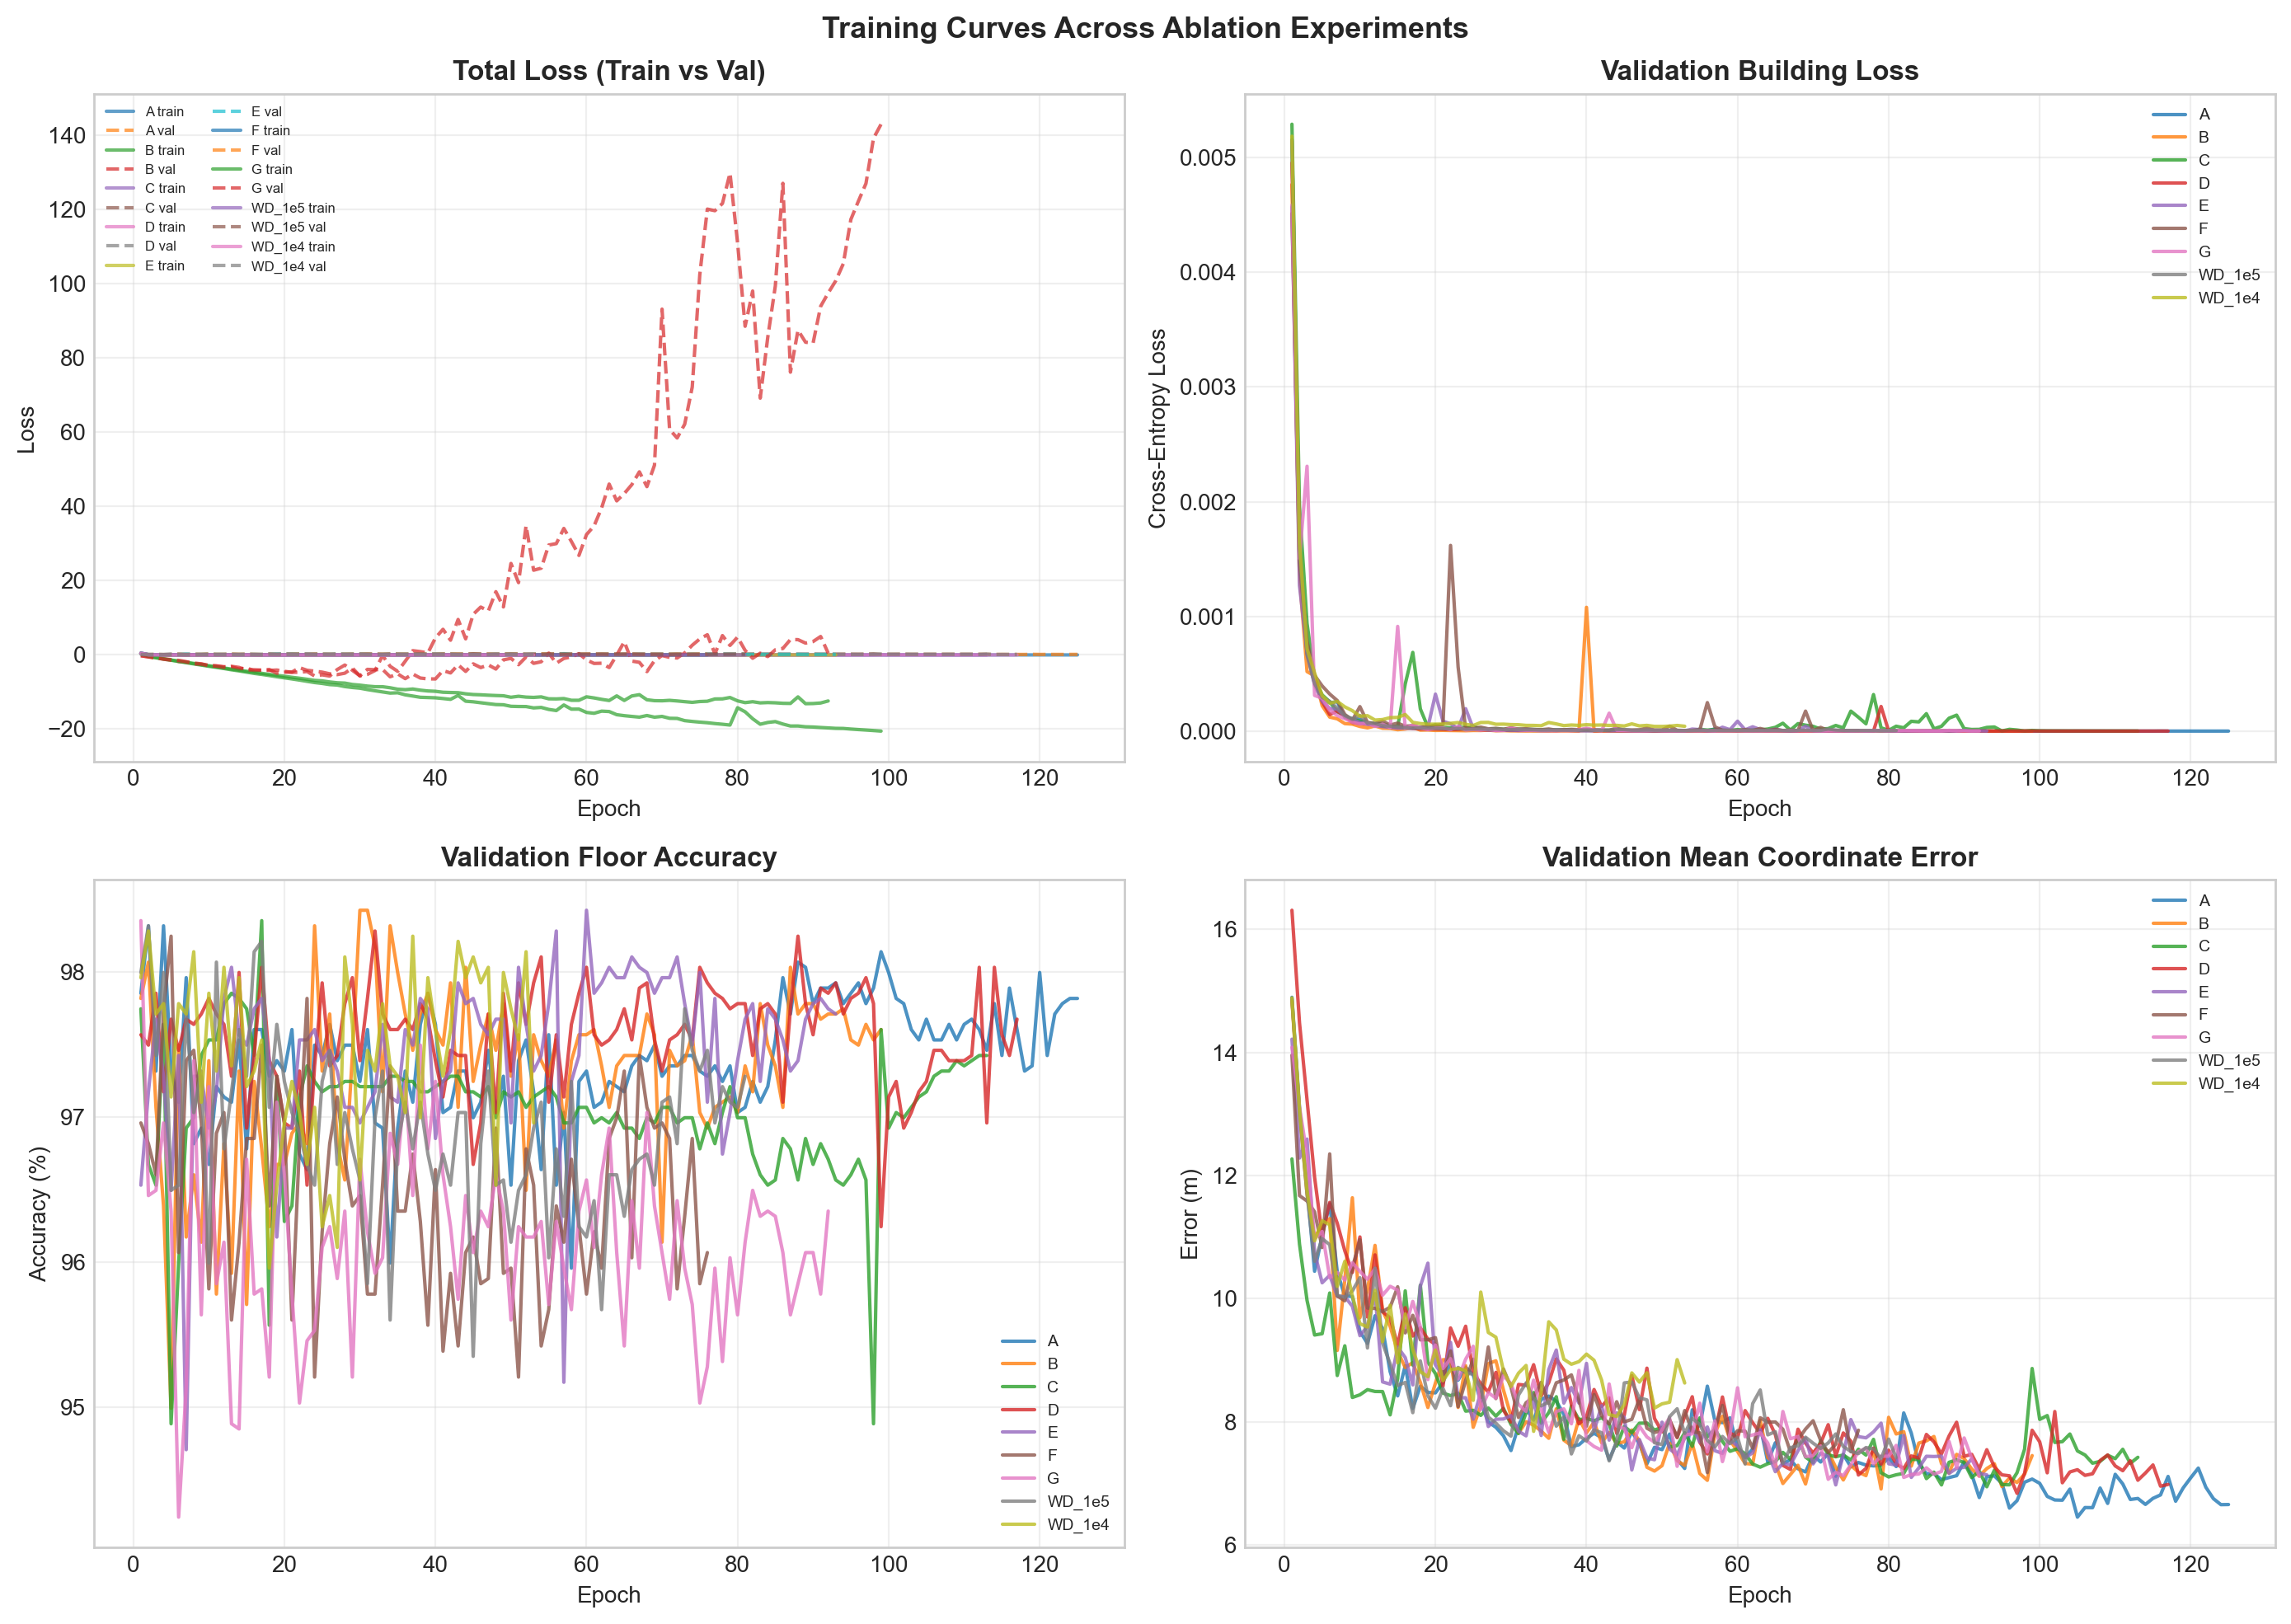 Training Curves Across Ablation Experiments
Total Loss (Train vs Val)
A train
A val
B train
B val
C train
C val
D train
D val
E train
E val
F train
F val
G train
G val
WD_1e5 train
WD_1e5 val
WD_1e4 train
WD_1e4 val
140
120
100
80
60
40
20
0
−20
Loss
0 20 40 60 80 100 120
Epoch
Validation Building Loss
A
B
C
D
E
F
G
WD_1e5
WD_1e4
0.005
0.004
0.003
0.002
0.001
0.000
Cross-Entropy Loss
0 20 40 60 80 100 120
Epoch
Validation Floor Accuracy
98
97
96
95
Accuracy (%)
A
B
C
D
E
F
G
WD_1e5
WD_1e4
0 20 40 60 80 100 120
Epoch
Validation Mean Coordinate Error
A
B
C
D
E
F
G
WD_1e5
WD_1e4
16
14
12
10
8
6
Error (m)
0 20 40 60 80 100 120
Epoch